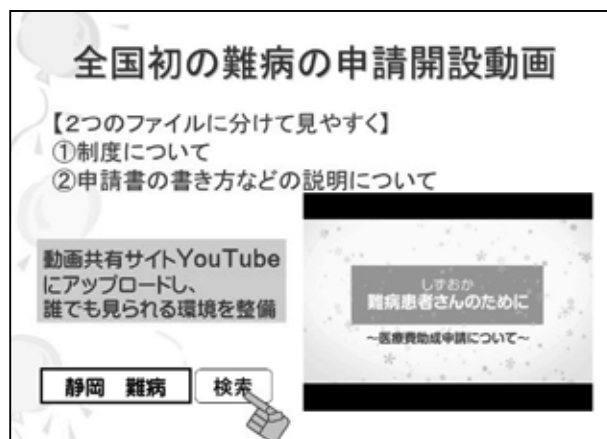 全国初の難病の申請開設動画
【2つのファイルに分けて見やすく】
①制度について
②申請書の書き方などの説明について
動画共有サイトYouTube
にアップロードし、
誰でも見られる環境を整備
静岡　難病
検索
しずおか
難病患者さんのために
～医療費助成申請について～